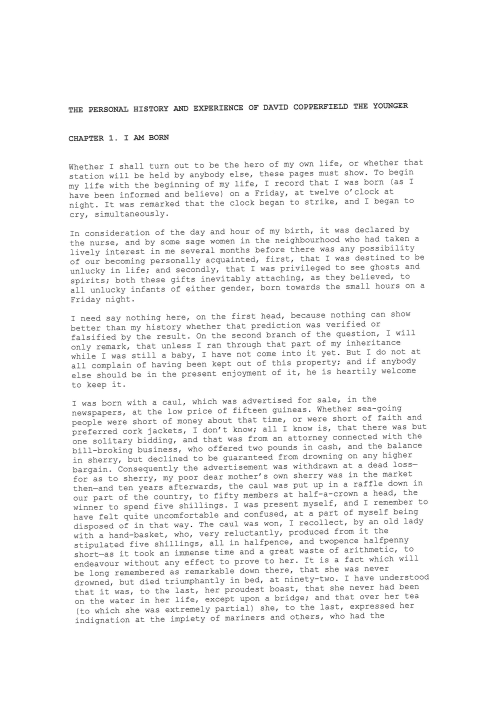 THE PERSONAL HISTORY AND EXPERIENCE OF DAVID COPPERFIELD THE YOUNGER
CHAPTER 1. I AM BORN
Whether I shall turn out to be the hero of my own life, or whether that
station will be held by anybody else, these pages must show. To begin
my life with the beginning of my life, I record that I was born (as I
have been informed and believe) on a Friday, at twelve o'clock at
night. It was remarked that the clock began to strike, and I began to
cry, simultaneously.
In consideration of the day and hour of my birth, it was declared by
the nurse, and by some sage women in the neighbourhood who had taken a
lively interest in me several months before there was any possibility
of our becoming personally acquainted, first, that I was destined to be
unlucky in life; and secondly, that I was privileged to see ghosts and
spirits; both these gifts inevitably attaching, as they believed, to
all unlucky infants of either gender, born towards the small hours on a
Friday night.
I need say nothing here, on the first head, because nothing can show
better than my history whether that prediction was verified or
falsified by the result. On the second branch of the question, I will
only remark, that unless I ran through that part of my inheritance
while I was still a baby, I have not come into it yet. But I do not at
all complain of having been kept out of this property; and if anybody
else should be in the present enjoyment of it, he is heartily welcome
to keep it.
I was born with a caul, which was advertised for sale, in the
newspapers, at the low price of fifteen guineas. Whether sea-going
people were short of money about that time, or were short of faith and
preferred cork jackets, I don't know; all I know is, that there was but
one solitary bidding, and that was from an attorney connected with the
bill-broking business, who offered two pounds in cash, and the balance
in sherry, but declined to be guaranteed from drowning on any higher
bargain. Consequently the advertisement was withdrawn at a dead loss—
for as to sherry, my poor dear mother's own sherry was in the market
then—and ten years afterwards, the caul was put up in a raffle down in
our part of the country, to fifty members at half-a-crown a head, the
winner to spend five shillings. I was present myself, and I remember to
have felt quite uncomfortable and confused, at a part of myself being
disposed of in that way. The caul was won, I recollect, by an old lady
with a hand-basket, who, very reluctantly, produced from it the
stipulated five shillings, all in halfpence, and twopence halfpenny
short—as it took an immense time and a great waste of arithmetic, to
endeavour without any effect to prove to her. It is a fact which will
be long remembered as remarkable down there, that she was never
drowned, but died triumphantly in bed, at ninety-two. I have understood
that it was, to the last, her proudest boast, that she never had been
on the water in her life, except upon a bridge; and that over her tea
(to which she was extremely partial) she, to the last, expressed her
indignation at the impiety of mariners and others, who had the